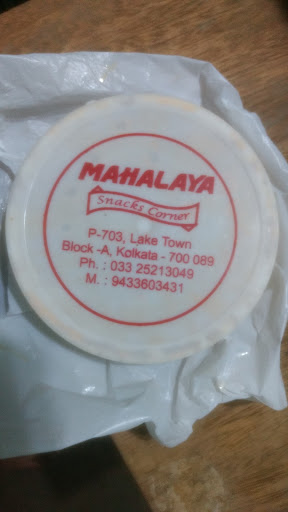 MAHALAYA
Snacks Corner
P-703, Lake Town
Block -A, Kolkata - 700 089
Ph. : 033 25213049
M. : 9433603431